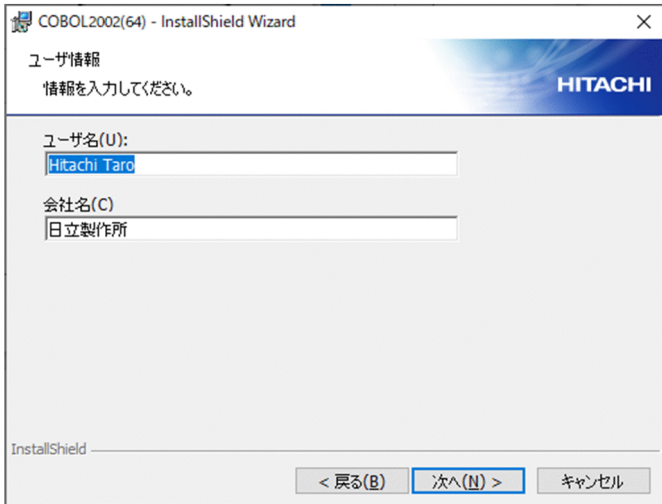 COBOL2002(64) - InstallShield Wizard
ユーザ情報
情報を入力してください。
HITACHI
ユーザ名(U):
Hitachi Taro
会社名(C)
日立製作所
InstallShield
< 戻る(B)
次へ(N) >
キャンセル